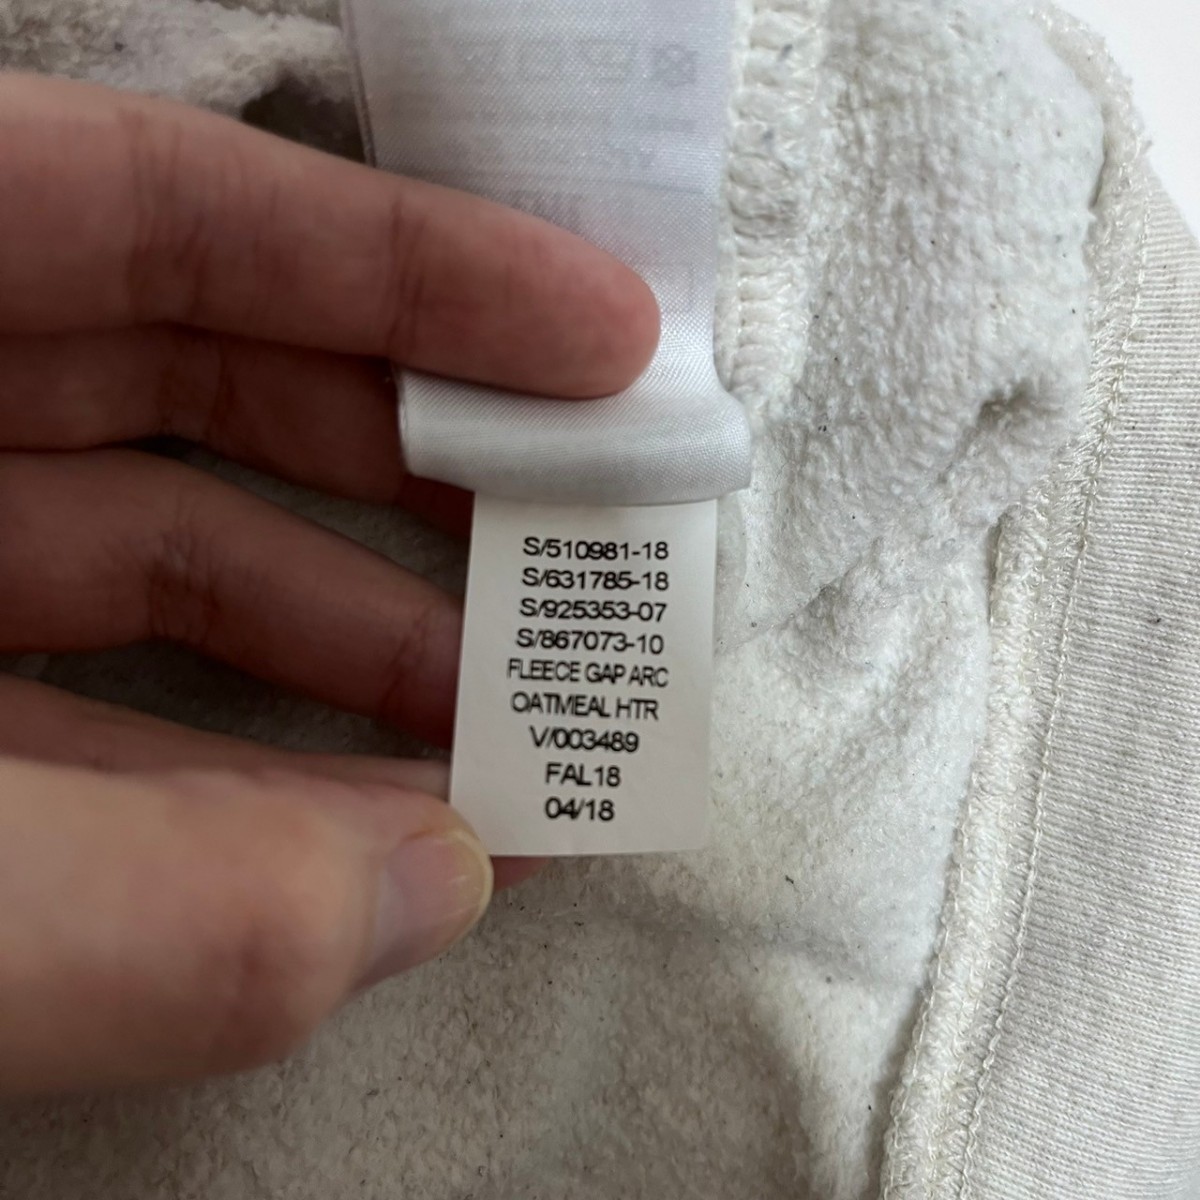 S/510981-18
S/631785-18
S/925353-07
S/867073-10
FLEECE GAP ARC
OATMEAL HTR
V/003489
FAL18
04/18